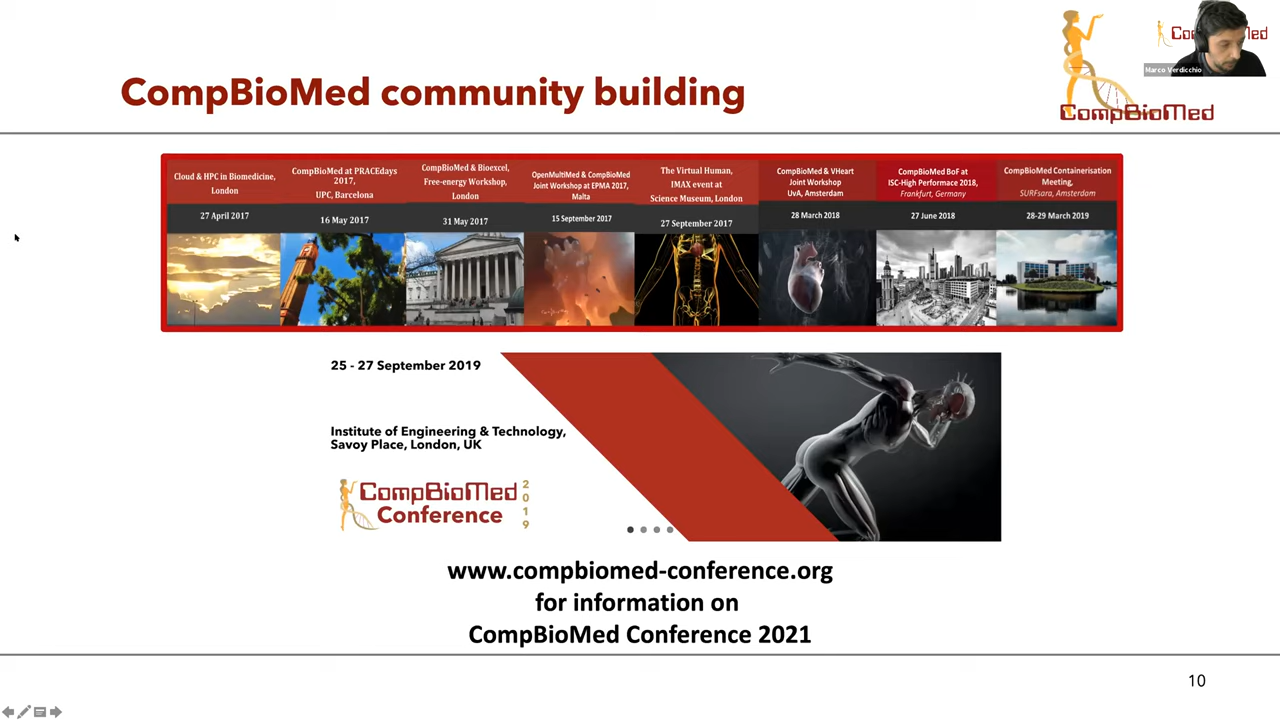 CompBioMed community building
Marco Verdicchio
CompBioMed
Cloud & HPC in Biomedicine,
London
27 April 2017
CompBioMed at PRACEdays
2017,
UPC, Barcelona
16 May 2017
CompBioMed & Bioexcel,
Free-energy Workshop,
London
31 May 2017
OpenMultiMed & CompBioMed
Joint Workshop at EPMA 2017,
Malta
15 September 2017
The Virtual Human,
IMAX event at
Science Museum, London
27 September 2017
CompBioMed & VHeart
Joint Workshop
UvA, Amsterdam
28 March 2018
CompBioMed BoF at
ISC-High Performace 2018,
Frankfurt, Germany
27 June 2018
CompBioMed Containerisation
Meeting,
SURFsara, Amsterdam
28-29 March 2019
25 - 27 September 2019
Institute of Engineering & Technology,
Savoy Place, London, UK
CompBioMed
Conference
2019
www.compbiomed-conference.org
for information on
CompBioMed Conference 2021
10